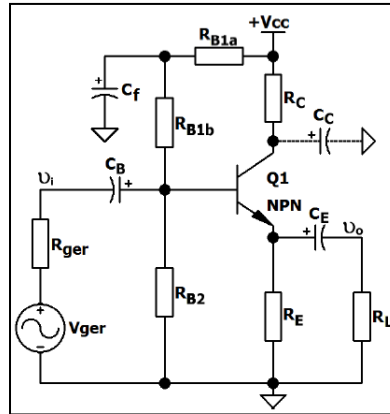 +Vcc
RB1a
+
Cf
RB1b
RC
CC
+
υi
CB
+
Q1
NPN
CE
+
υo
Rger
Vger
+
−
RB2
RE
RL